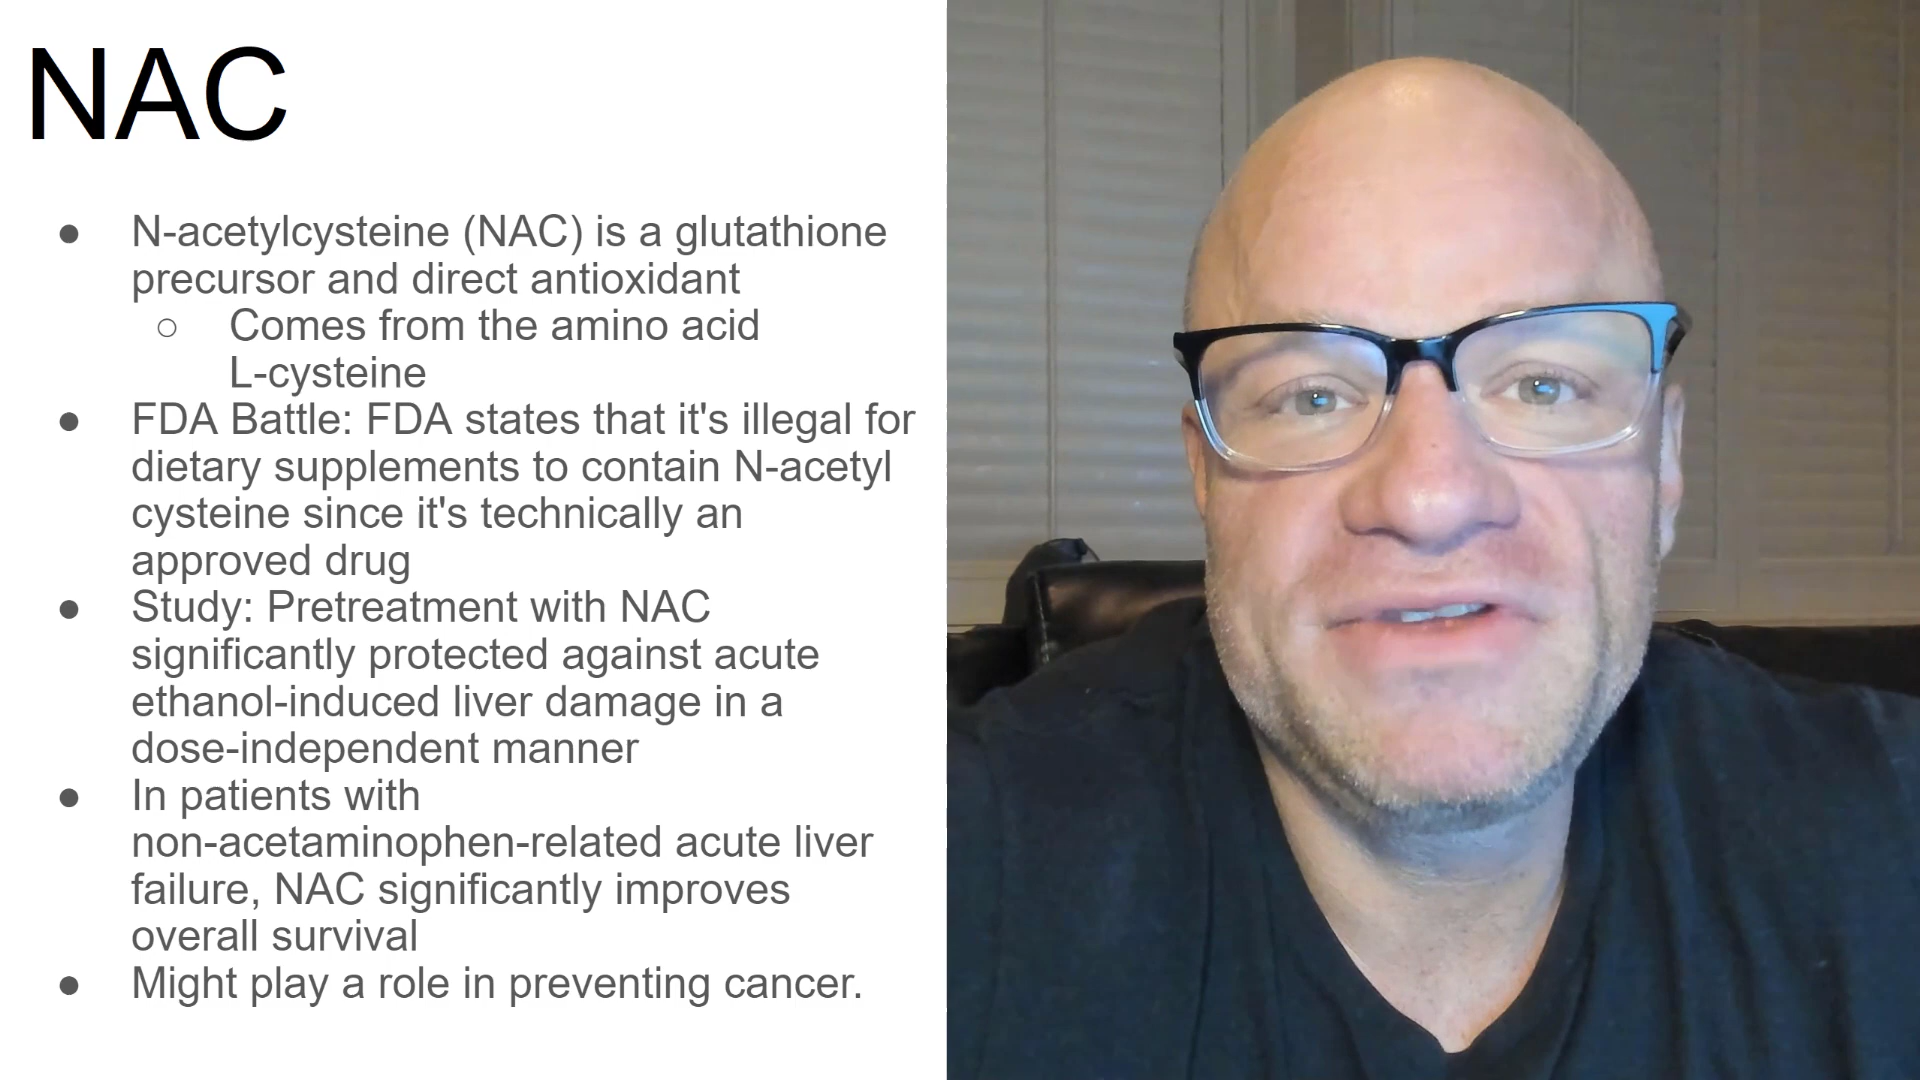 NAC
● N-acetylcysteine (NAC) is a glutathione
precursor and direct antioxidant
○ Comes from the amino acid
L-cysteine
● FDA Battle: FDA states that it's illegal for
dietary supplements to contain N-acetyl
cysteine since it's technically an
approved drug
● Study: Pretreatment with NAC
significantly protected against acute
ethanol-induced liver damage in a
dose-independent manner
● In patients with
non-acetaminophen-related acute liver
failure, NAC significantly improves
overall survival
● Might play a role in preventing cancer.